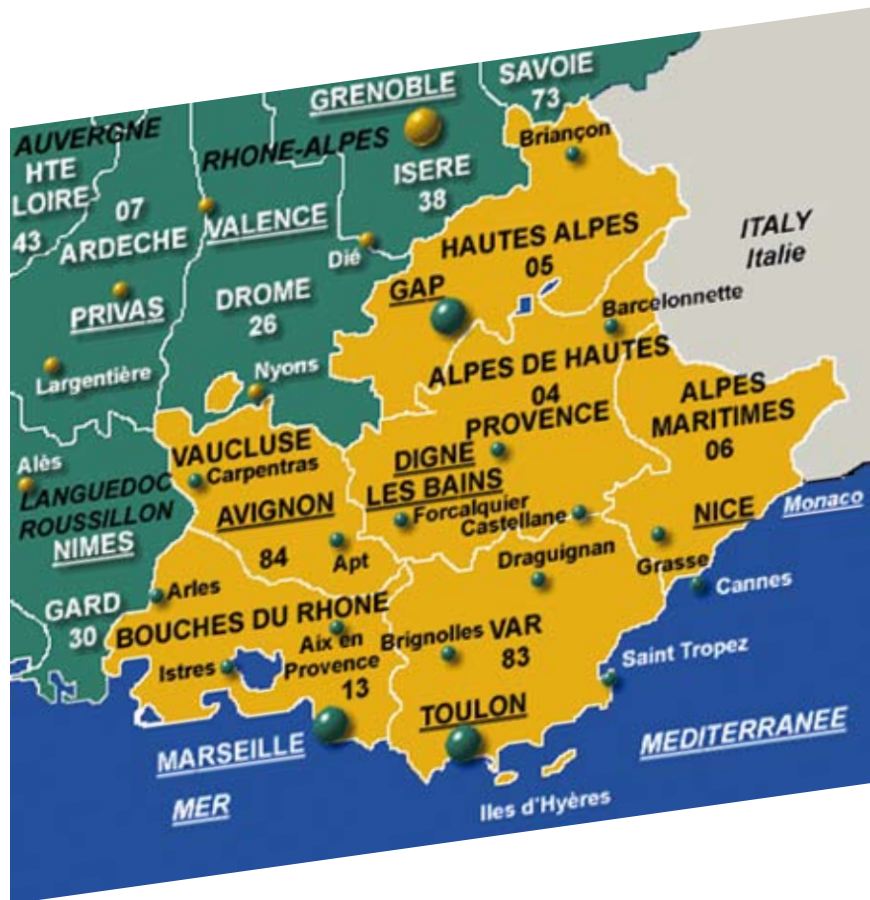 SAVOIE
73
GRENOBLE
AUVERGNE
RHONE-ALPES
Briançon
HTE
LOIRE
43
ISERE
38
07
ARDECHE
VALENCE
Dié
HAUTES ALPES
05
ITALY
Italie
GAP
PRIVAS
DROME
26
Barcelonnette
Largentière
Nyons
ALPES DE HAUTES
04
PROVENCE
ALPES
MARITIMES
06
VAUCLUSE
Carpentras
DIGNE
LES BAINS
Alès
LANGUEDOC
ROUSSILLON
NIMES
AVIGNON
84
Forcalquier
Castellane
NICE
Monaco
Apt
Draguignan
Grasse
Cannes
Arles
GARD
30
BOUCHES DU RHONE
Aix en
Provence
13
Istres
Brignolles
VAR
83
Saint Tropez
TOULON
MARSEILLE
MEDITERRANEE
MER
Iles d'Hyères